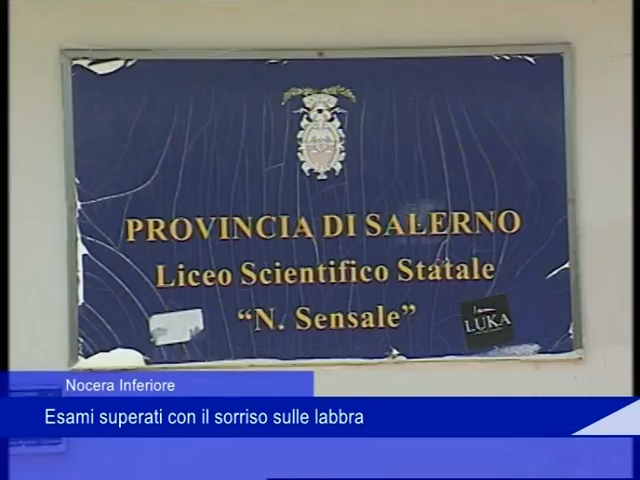 PROVINCIA DI SALERNO
Liceo Scientifico Statale
“N. Sensale”
LUKA
Nocera Inferiore
Esami superati con il sorriso sulle labbra